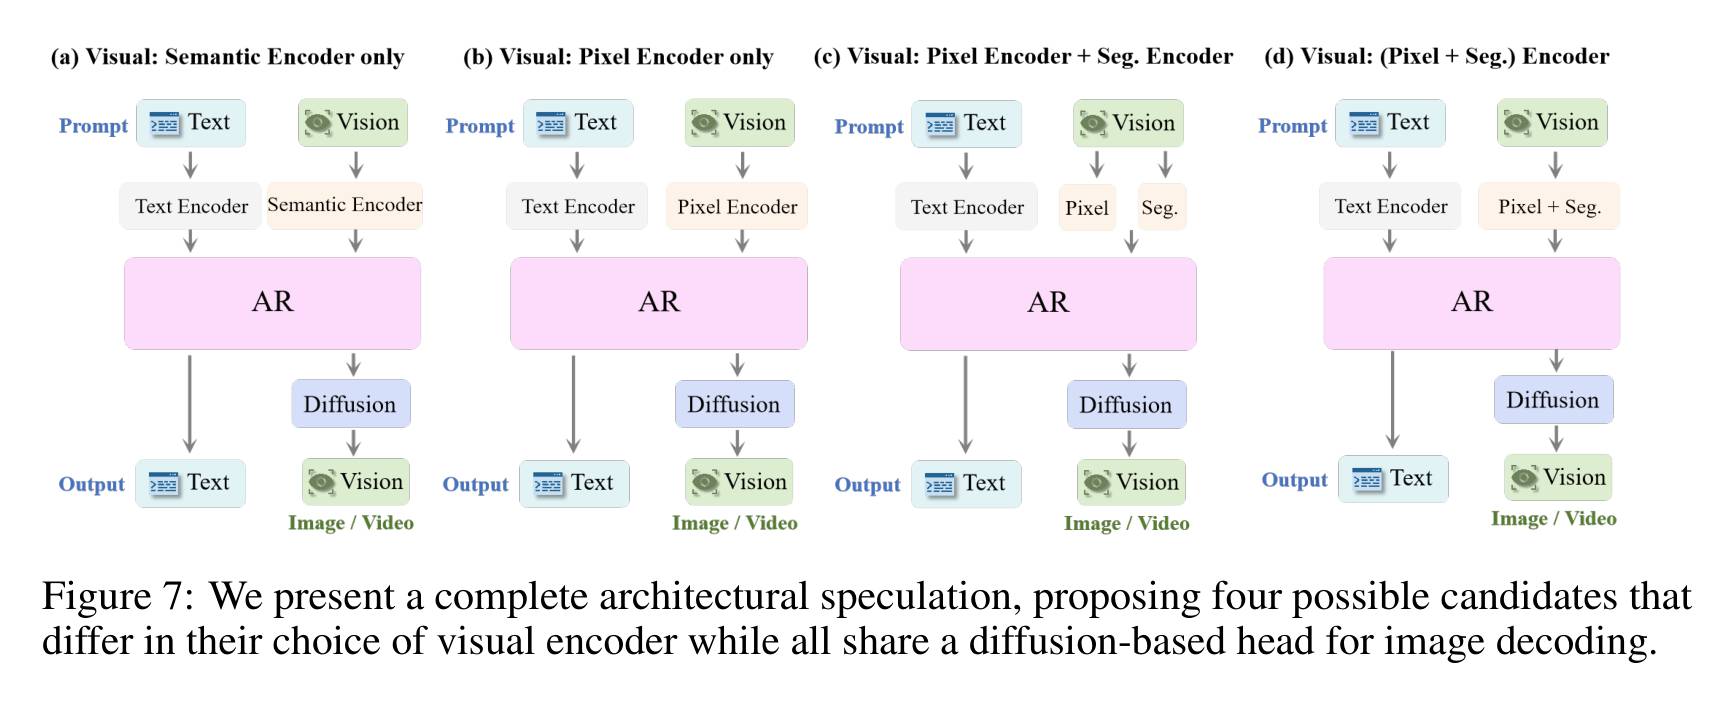 (a) Visual: Semantic Encoder only
Prompt
Text
Vision
Text Encoder
Semantic Encoder
AR
Diffusion
Output
Text
Vision
Image / Video
(b) Visual: Pixel Encoder only
Prompt
Text
Vision
Text Encoder
Pixel Encoder
AR
Diffusion
Output
Text
Vision
Image / Video
(c) Visual: Pixel Encoder + Seg. Encoder
Prompt
Text
Vision
Text Encoder
Pixel
Seg.
AR
Diffusion
Output
Text
Vision
Image / Video
(d) Visual: (Pixel + Seg.) Encoder
Prompt
Text
Vision
Text Encoder
Pixel + Seg.
AR
Diffusion
Output
Text
Vision
Image / Video
Figure 7: We present a complete architectural speculation, proposing four possible candidates that
differ in their choice of visual encoder while all share a diffusion-based head for image decoding.